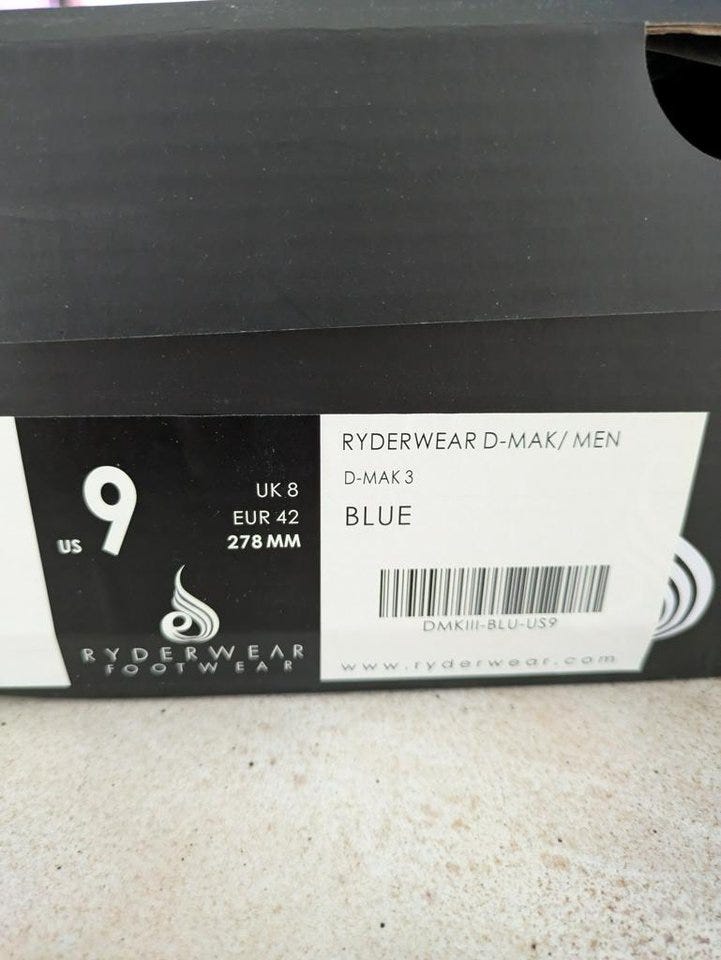 US 9
UK 8
EUR 42
278 MM
RYDERWEAR
FOOTWEAR
RYDERWEAR D-MAK/ MEN
D-MAK 3
BLUE
DMKIII-BLU-US9
www.ryderwear.com